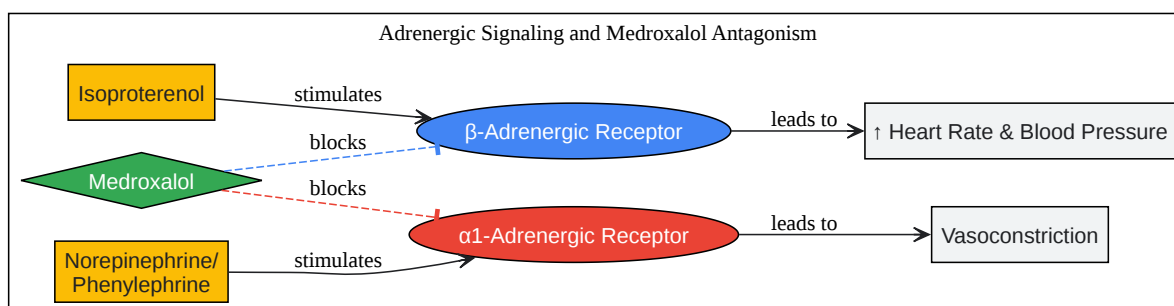 Adrenergic Signaling and Medroxalol Antagonism
Isoproterenol
stimulates
β-Adrenergic Receptor
leads to
↑ Heart Rate & Blood Pressure
blocks
Medroxalol
blocks
α1-Adrenergic Receptor
leads to
Vasoconstriction
Norepinephrine/
Phenylephrine
stimulates